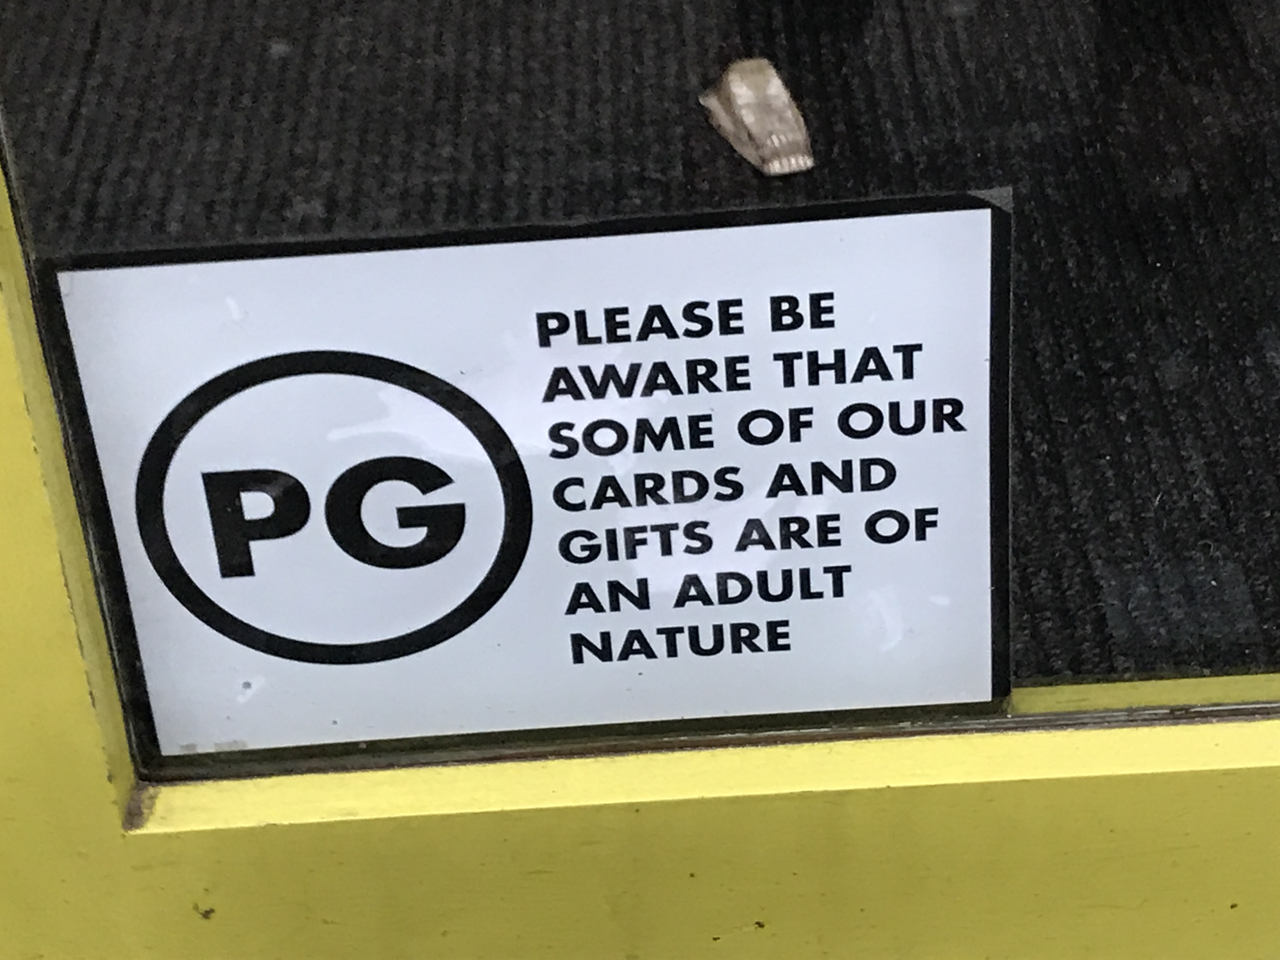 PG
PLEASE BE
AWARE THAT
SOME OF OUR
CARDS AND
GIFTS ARE OF
AN ADULT
NATURE